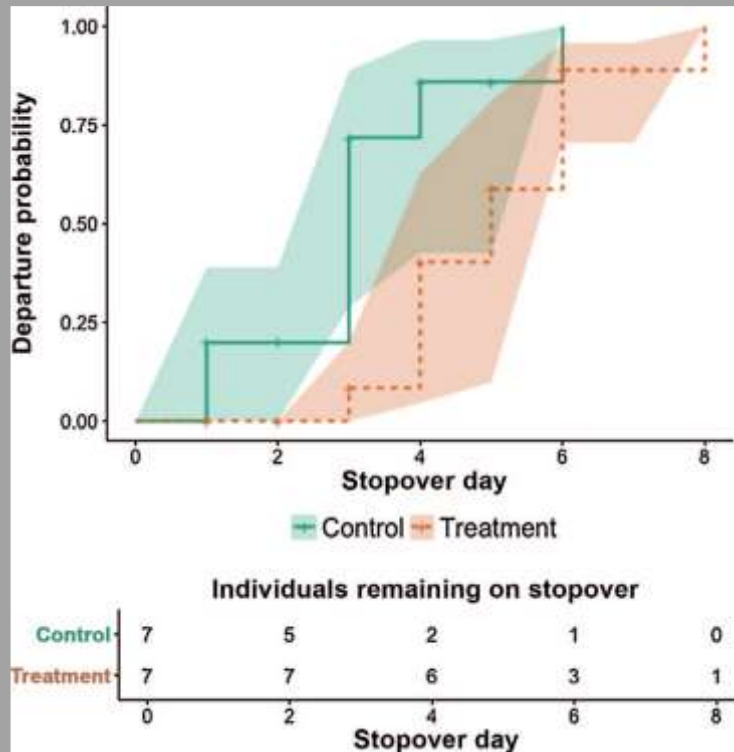 1.00
0.75
0.50
0.25
0.00
Departure probability
0 2 4 6 8
Stopover day
Control Treatment
Individuals remaining on stopover
Control 7 5 2 1 0
Treatment 7 7 6 3 1
0 2 4 6 8
Stopover day